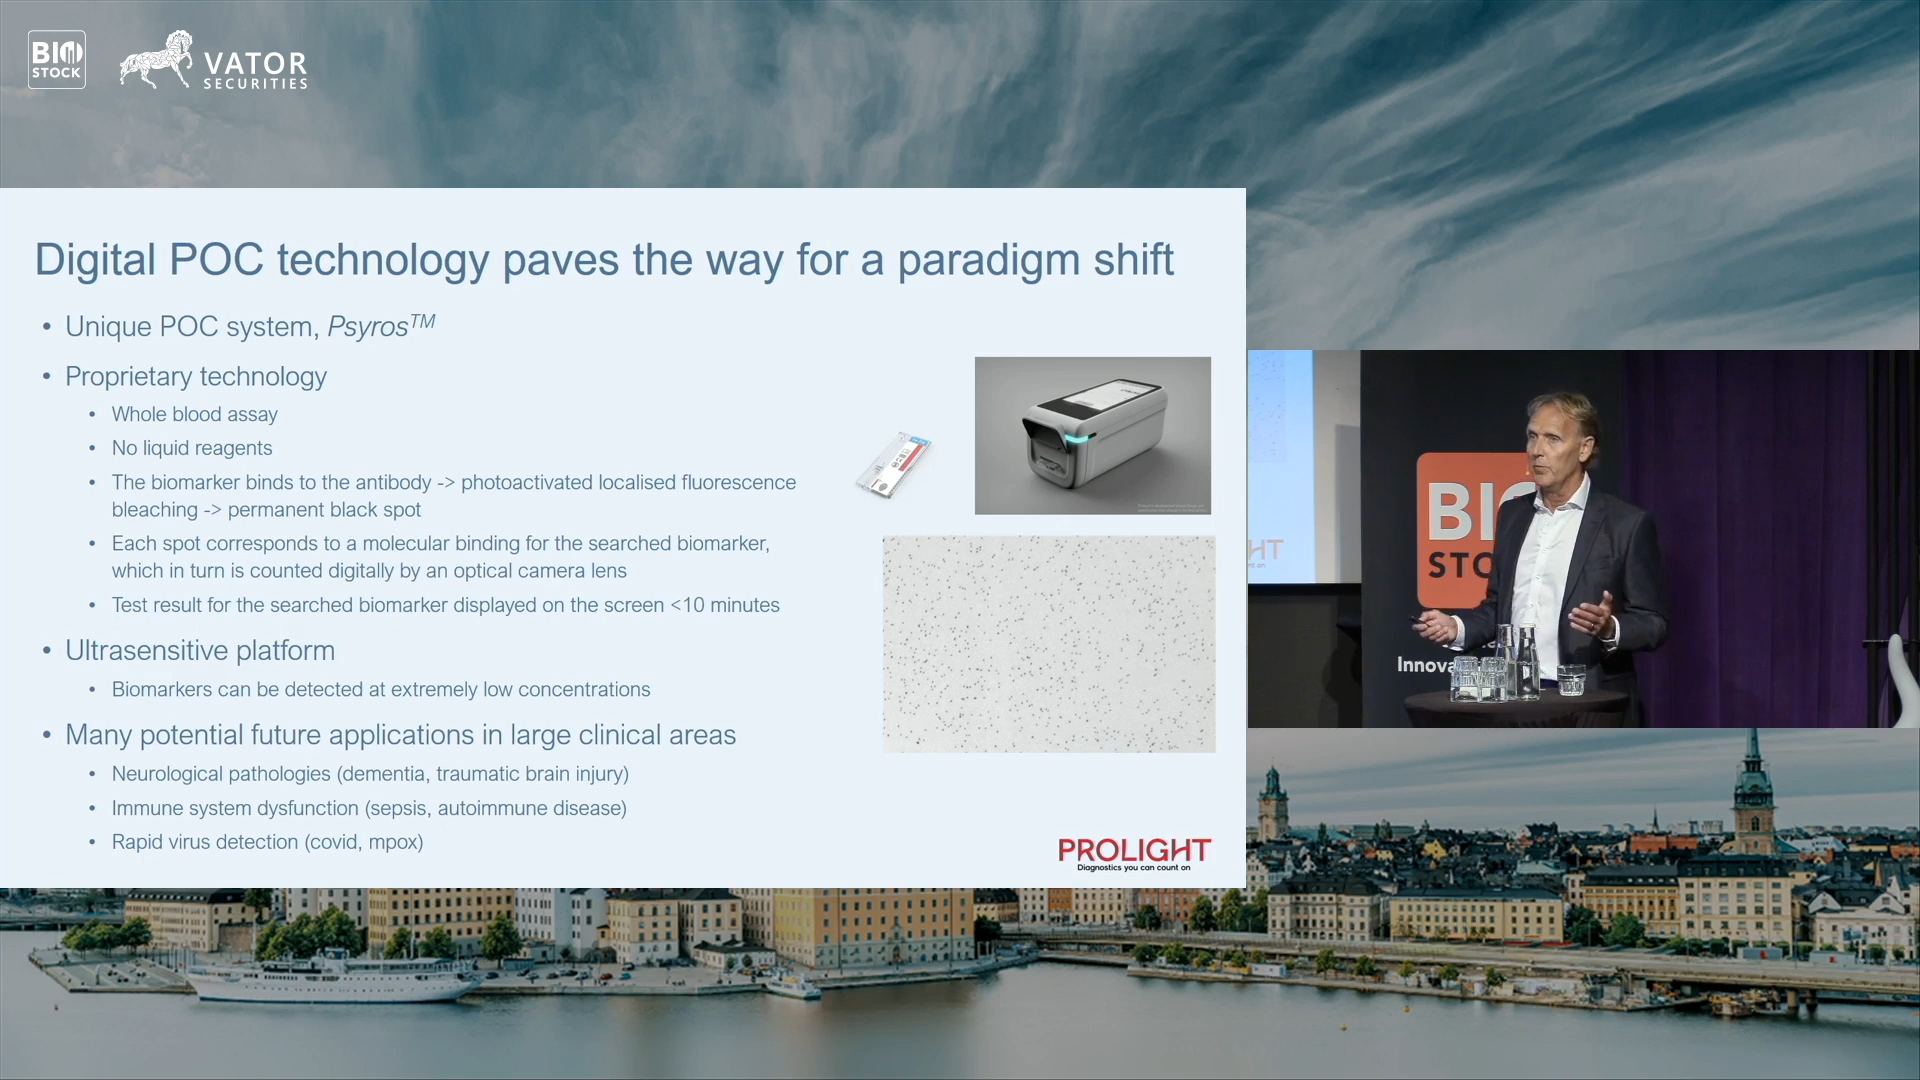 BIO
STOCK
VATOR
SECURITIES
Digital POC technology paves the way for a paradigm shift
• Unique POC system, Psyros™
• Proprietary technology
• Whole blood assay
• No liquid reagents
• The biomarker binds to the antibody -> photoactivated localised fluorescence
bleaching -> permanent black spot
• Each spot corresponds to a molecular binding for the searched biomarker,
which in turn is counted digitally by an optical camera lens
• Test result for the searched biomarker displayed on the screen <10 minutes
• Ultrasensitive platform
• Biomarkers can be detected at extremely low concentrations
• Many potential future applications in large clinical areas
• Neurological pathologies (dementia, traumatic brain injury)
• Immune system dysfunction (sepsis, autoimmune disease)
• Rapid virus detection (covid, mpox)
PROLIGHT
Diagnostics you can count on
HT
BI
STO
Innova